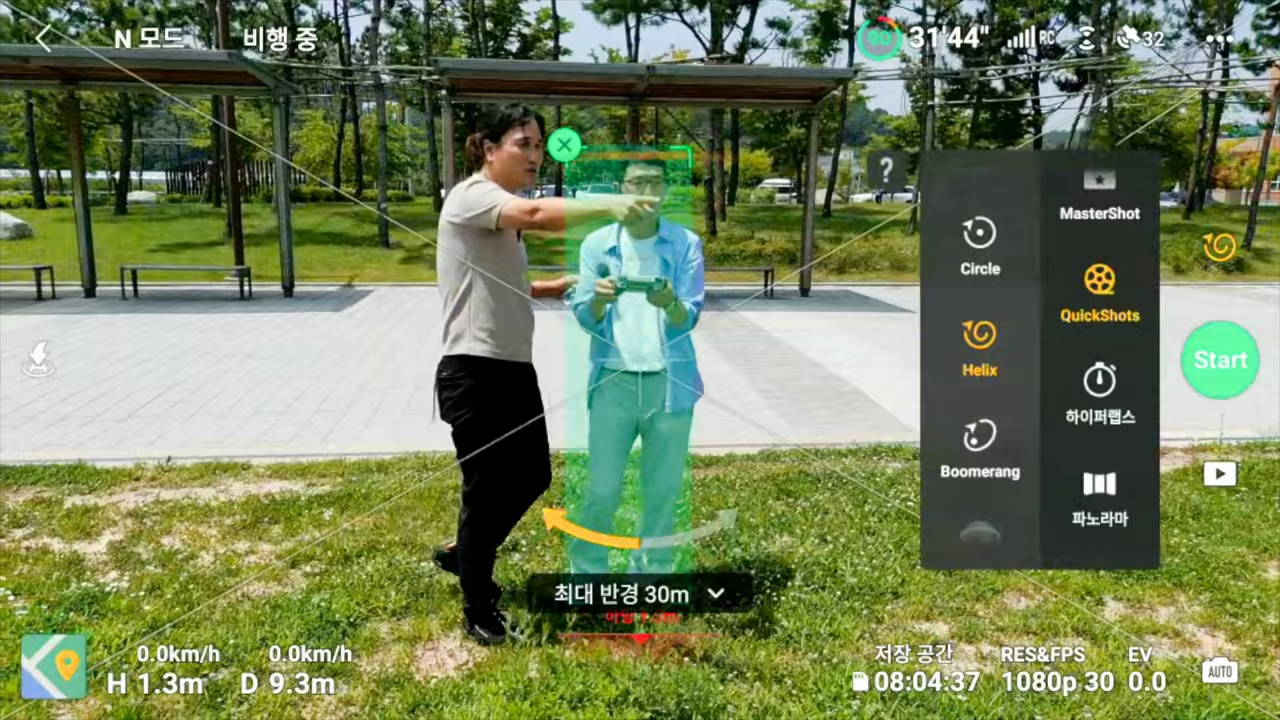 N 모드
비행 중
31'44"
RC
32
?
MasterShot
Circle
QuickShots
Helix
Start
하이퍼랩스
Boomerang
파노라마
최대 반경 30m
0.0km/h
0.0km/h
H 1.3m
D 9.3m
저장 공간
08:04:37
RES&FPS
1080p 30
EV
0.0
AUTO